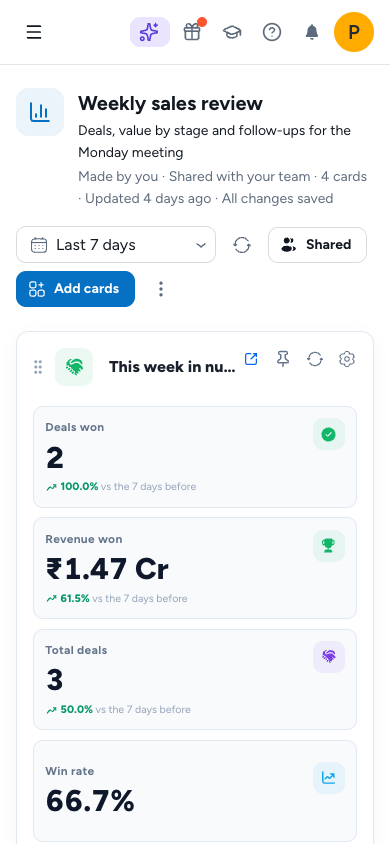 P
Weekly sales review
Deals, value by stage and follow-ups for the
Monday meeting
Made by you · Shared with your team · 4 cards
· Updated 4 days ago · All changes saved
Last 7 days
Shared
Add cards
This week in nu...
Deals won
2
100.0% vs the 7 days before
Revenue won
₹1.47 Cr
61.5% vs the 7 days before
Total deals
3
50.0% vs the 7 days before
Win rate
66.7%